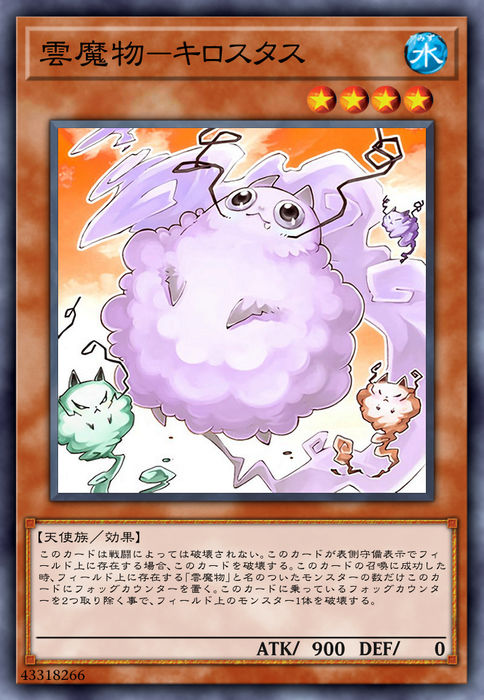 雲魔物－キロスタス
みず
水
【天使族／効果】
このカードは戦闘によっては破壊されない。このカードが表側守備表示でフィ
ールド上に存在する場合、このカードを破壊する。このカードの召喚に成功した
時、フィールド上に存在する「雲魔物」と名のついたモンスターの数だけこのカ
ードにフォッグカウンターを置く。このカードに乗っているフォッグカウンタ
ーを2つ取り除く事で、フィールド上のモンスター1体を破壊する。
ATK/ 900 DEF/ 0
43318266